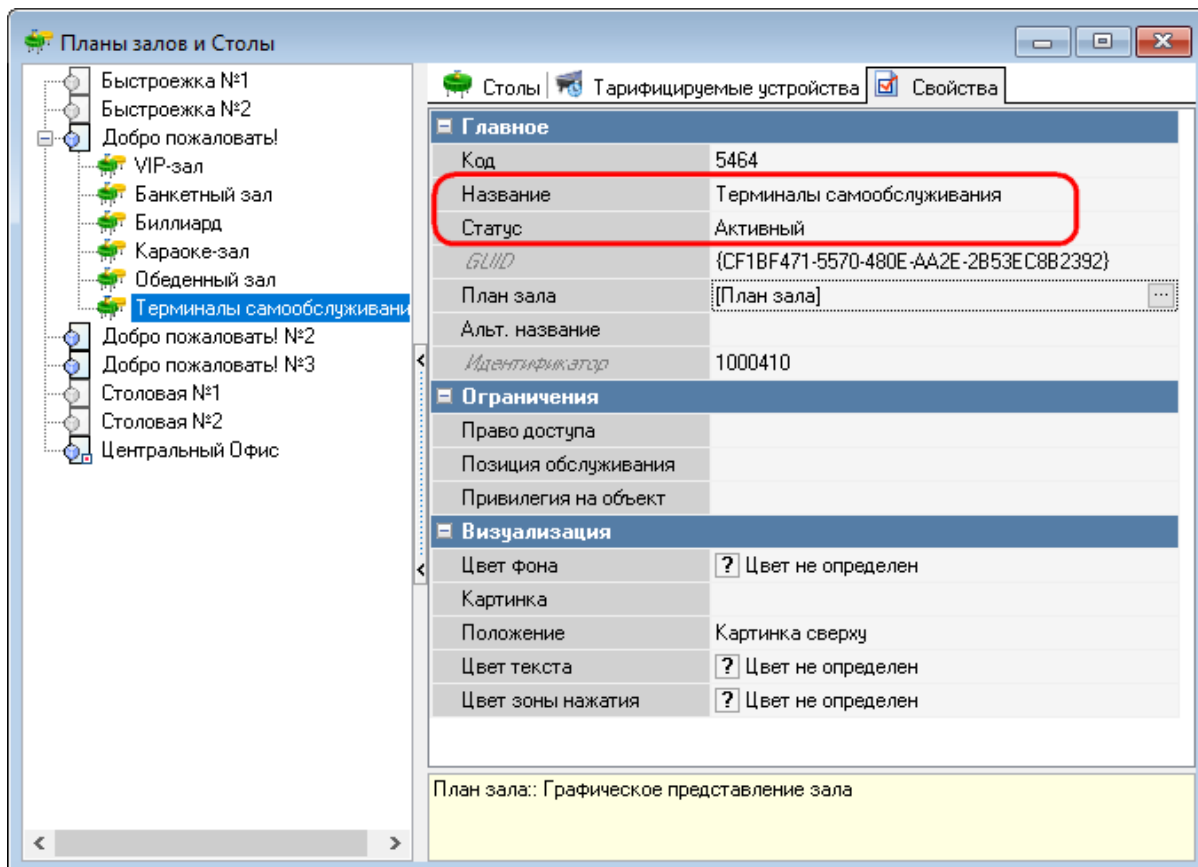 Планы залов и Столы
Быстроежка №1
Быстроежка №2
Добро пожаловать!
VIP-зал
Банкетный зал
Биллиард
Караоке-зал
Обеденный зал
Терминалы самообслуживани
Добро пожаловать! №2
Добро пожаловать! №3
Столовая №1
Столовая №2
Центральный Офис
Столы Тарифицируемые устройства Свойства
Главное
Код 5464
Название Терминалы самообслуживания
Статус Активный
GUID {CF1BF471-5570-480E-AA2E-2B53EC8B2392}
План зала [План зала] ...
Альт. название
Идентификатор 1000410
Ограничения
Право доступа
Позиция обслуживания
Привилегия на объект
Визуализация
Цвет фона ? Цвет не определен
Картинка
Положение Картинка сверху
Цвет текста ? Цвет не определен
Цвет зоны нажатия ? Цвет не определен
План зала:: Графическое представление зала